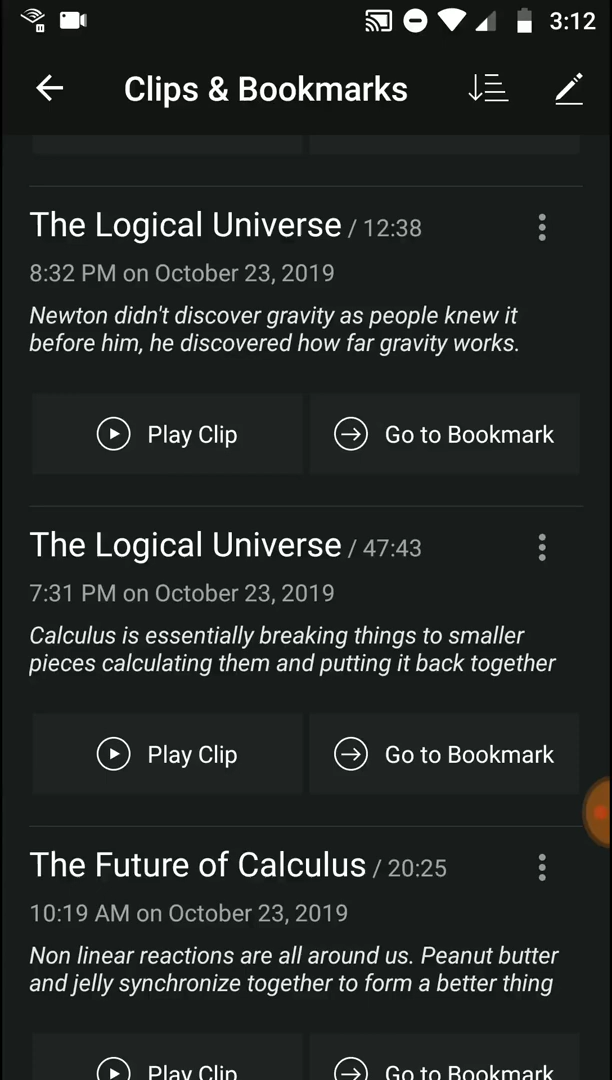 3:12
Clips & Bookmarks
The Logical Universe / 12:38
8:32 PM on October 23, 2019
Newton didn't discover gravity as people knew it
before him, he discovered how far gravity works.
Play Clip
Go to Bookmark
The Logical Universe / 47:43
7:31 PM on October 23, 2019
Calculus is essentially breaking things to smaller
pieces calculating them and putting it back together
Play Clip
Go to Bookmark
The Future of Calculus / 20:25
10:19 AM on October 23, 2019
Non linear reactions are all around us. Peanut butter
and jelly synchronize together to form a better thing
Play Clip
Go to Bookmark